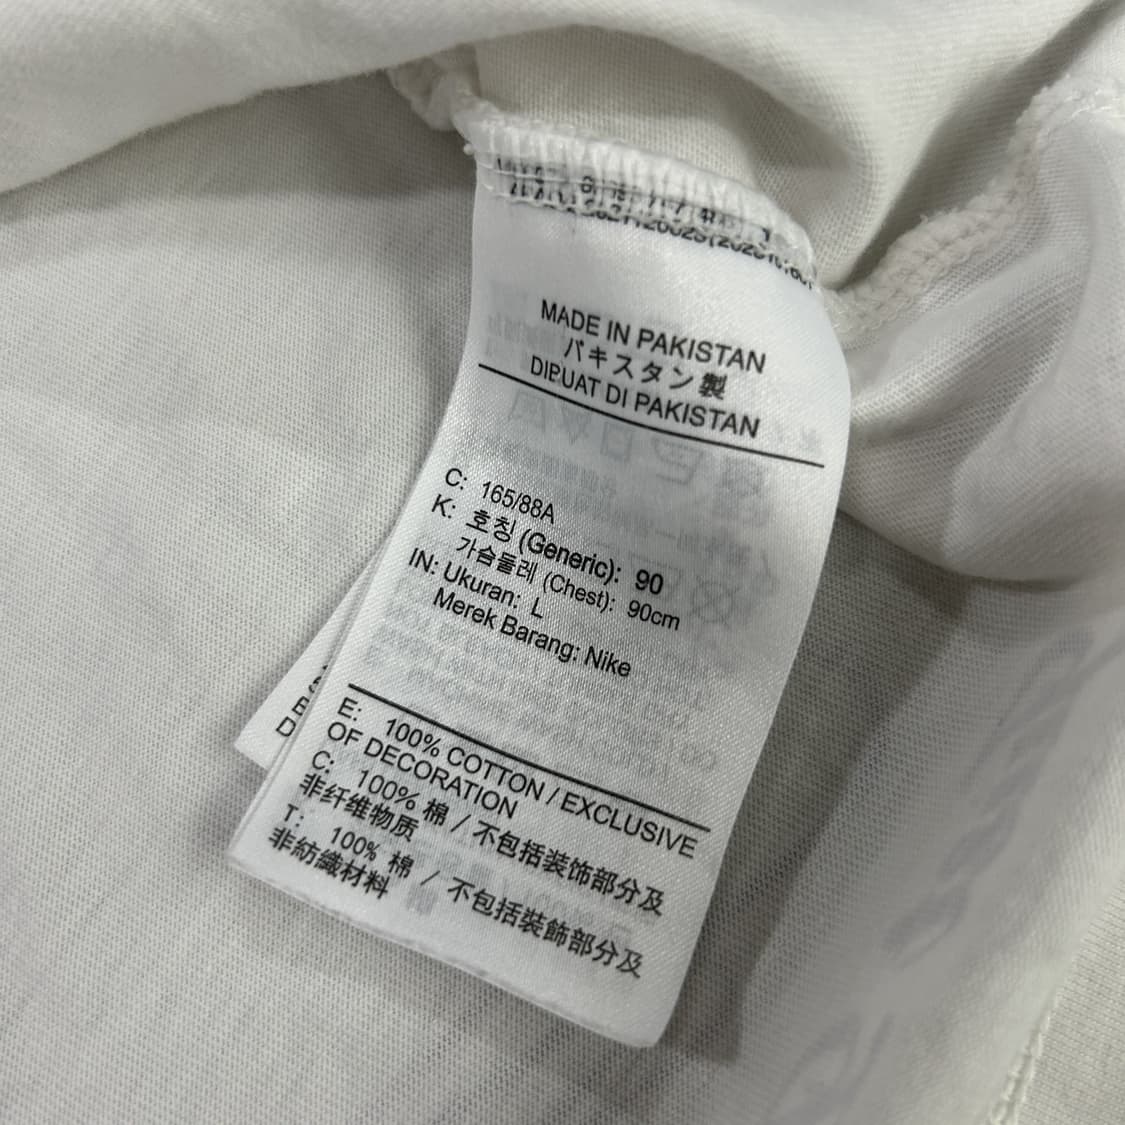 MADE IN PAKISTAN
パキスタン製
DIBUAT DI PAKISTAN
C: 165/88A
K: 호칭 (Generic): 90
가슴둘레 (Chest): 90cm
IN: Ukuran: L
Merek Barang: Nike
E: 100% COTTON / EXCLUSIVE
OF DECORATION
C: 100% 棉 / 不包括装饰部分及
非纤维物质
T: 100% 棉 / 不包括裝飾部分及
非紡織材料